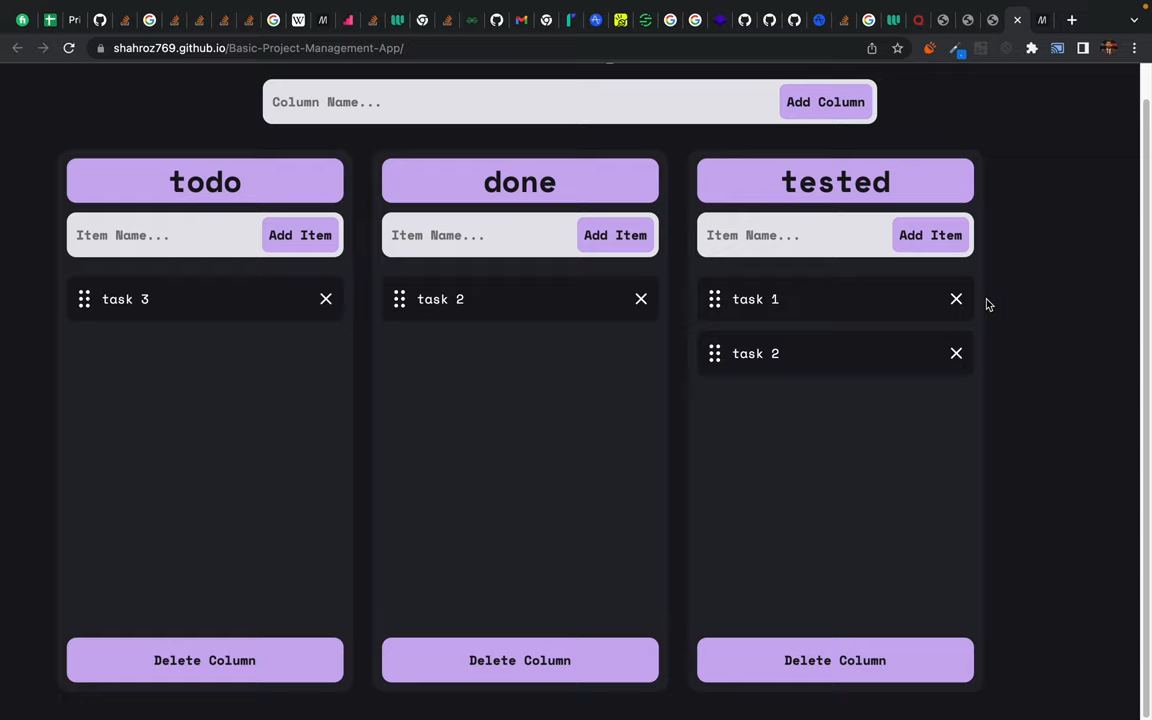 Pri
shahroz769.github.io/Basic-Project-Management-App/
Column Name...
Add Column
todo
done
tested
Item Name...
Add Item
Item Name...
Add Item
Item Name...
Add Item
task 3
task 2
task 1
task 2
Delete Column
Delete Column
Delete Column